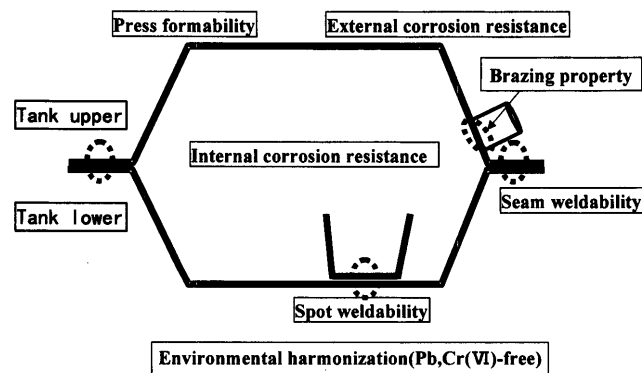 Press formability
External corrosion resistance
Brazing property
Tank upper
Internal corrosion resistance
Tank lower
Seam weldability
Spot weldability
Environmental harmonization(Pb,Cr(Ⅵ)-free)